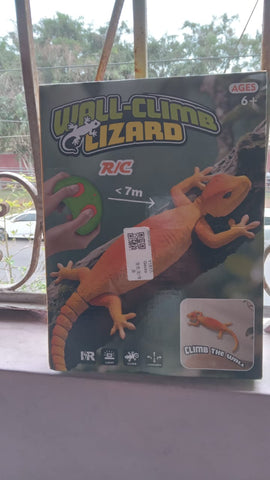 WALL-CLIMB
LIZARD
AGES
6+
R/C
< 7m
CLIMB THE WALL